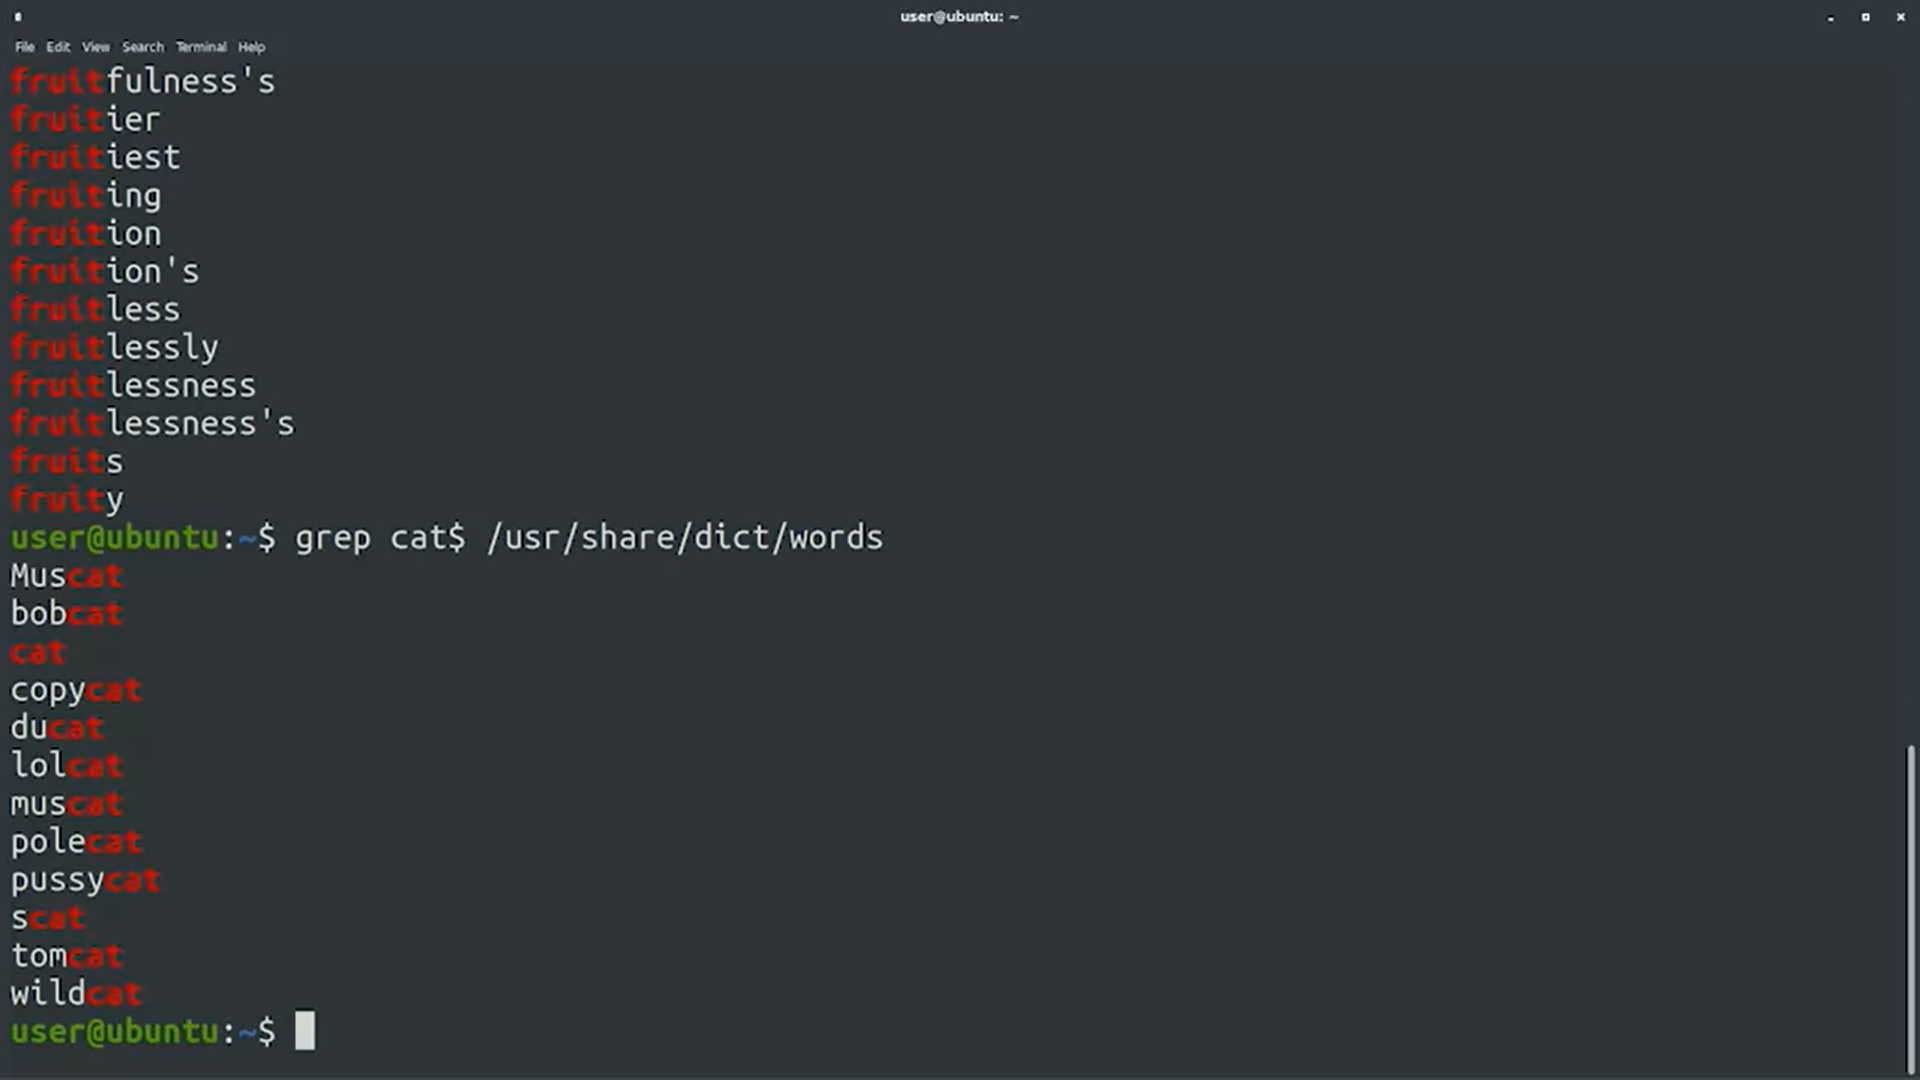 user@ubuntu: ~
File Edit View Search Terminal Help
fruitfulness's
fruitier
fruitiest
fruiting
fruition
fruition's
fruitless
fruitlessly
fruitlessness
fruitlessness's
fruits
fruity
user@ubuntu:~$ grep cat$ /usr/share/dict/words
Muscat
bobcat
cat
copycat
ducat
lolcat
muscat
polecat
pussycat
scat
tomcat
wildcat
user@ubuntu:~$